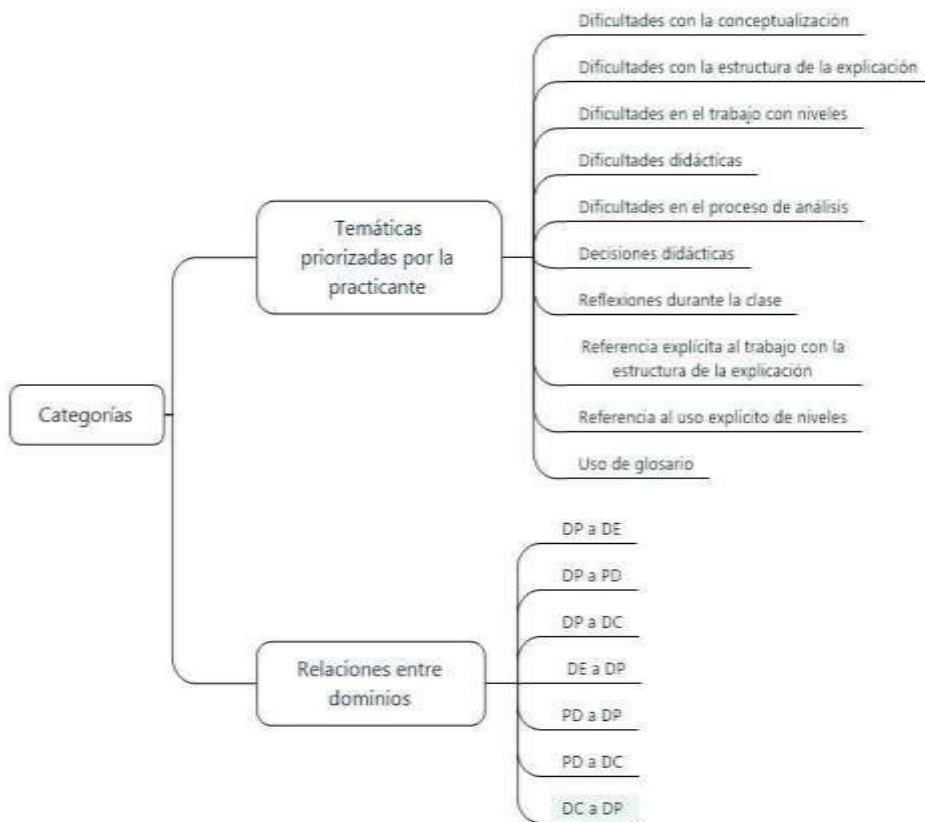 Categorías
Temáticas
priorizadas por la
practicante
Dificultades con la conceptualización
Dificultades con la estructura de la explicación
Dificultades en el trabajo con niveles
Dificultades didácticas
Dificultades en el proceso de análisis
Decisiones didácticas
Reflexiones durante la clase
Referencia explícita al trabajo con la
estructura de la explicación
Referencia al uso explícito de niveles
Uso de glosario
Relaciones entre
dominios
DP a DE
DP a PD
DP a DC
DE a DP
PD a DP
PD a DC
DC a DP